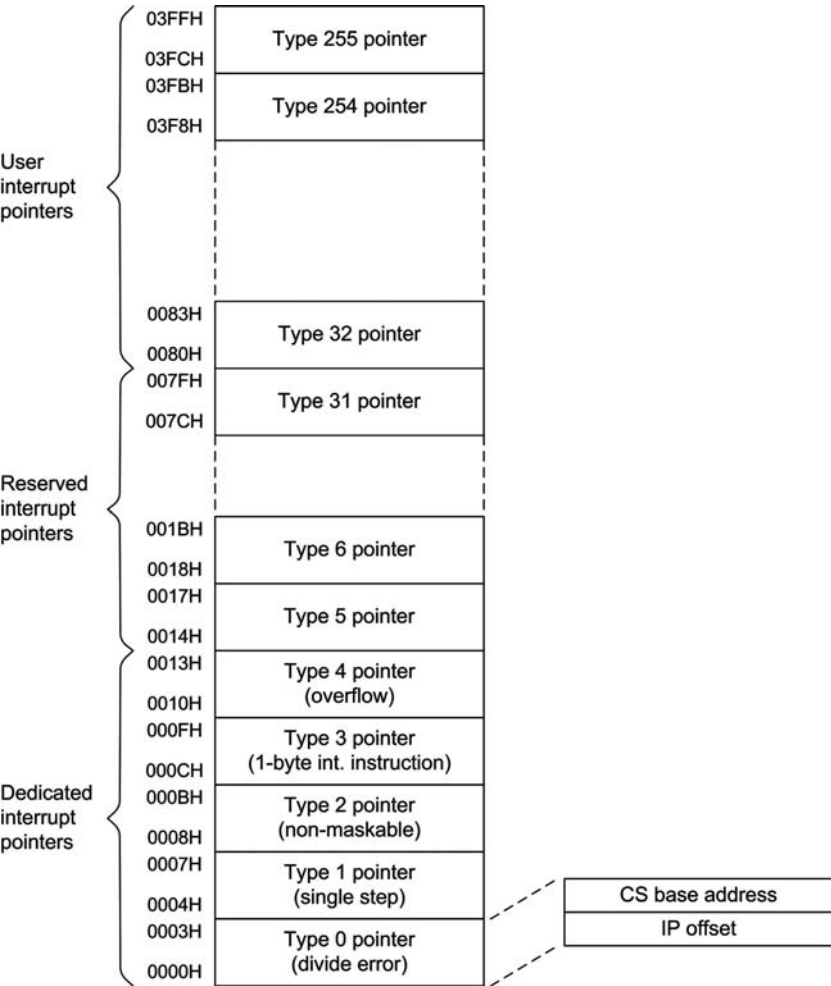 03FFH
Type 255 pointer
03FCH
03FBH
Type 254 pointer
03F8H
User
interrupt
pointers
0083H
Type 32 pointer
0080H
007FH
Type 31 pointer
007CH
Reserved
interrupt
pointers
001BH
Type 6 pointer
0018H
0017H
Type 5 pointer
0014H
0013H
Type 4 pointer
(overflow)
0010H
000FH
Type 3 pointer
(1-byte int. instruction)
000CH
Dedicated
interrupt
pointers
000BH
Type 2 pointer
(non-maskable)
0008H
0007H
Type 1 pointer
(single step)
0004H
0003H
Type 0 pointer
(divide error)
0000H
CS base address
IP offset